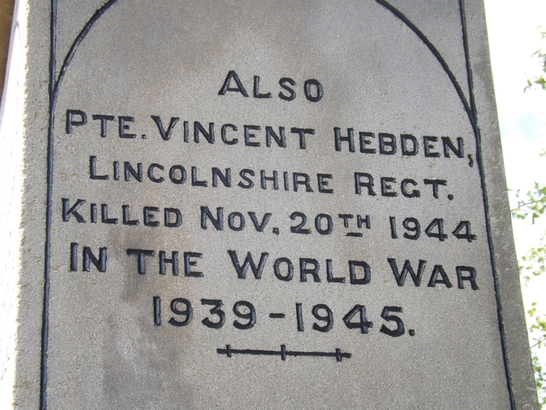 ALSO
PTE. VINCENT HEBDEN,
LINCOLNSHIRE REGT.
KILLED NOV. 20TH 1944
IN THE WORLD WAR
1939-1945.